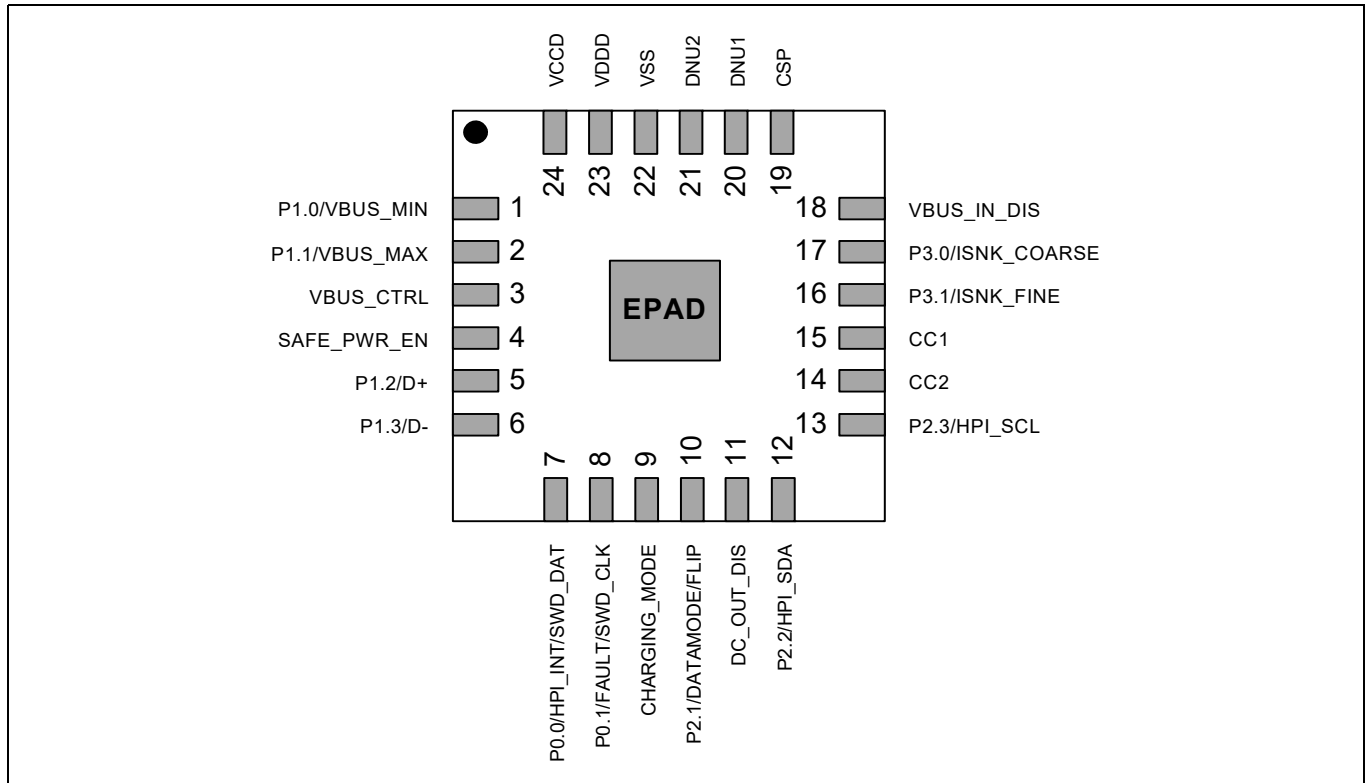 VCCD
VDDD
VSS
DNU2
DNU1
CSP
24
23
22
21
20
19
P1.0/VBUS_MIN 1
P1.1/VBUS_MAX 2
VBUS_CTRL 3
SAFE_PWR_EN 4
P1.2/D+ 5
P1.3/D- 6
EPAD
18 VBUS_IN_DIS
17 P3.0/ISNK_COARSE
16 P3.1/ISNK_FINE
15 CC1
14 CC2
13 P2.3/HPI_SCL
7
8
9
10
11
12
P0.0/HPI_INT/SWD_DAT
P0.1/FAULT/SWD_CLK
CHARGING_MODE
P2.1/DATAMODE/FLIP
DC_OUT_DIS
P2.2/HPI_SDA